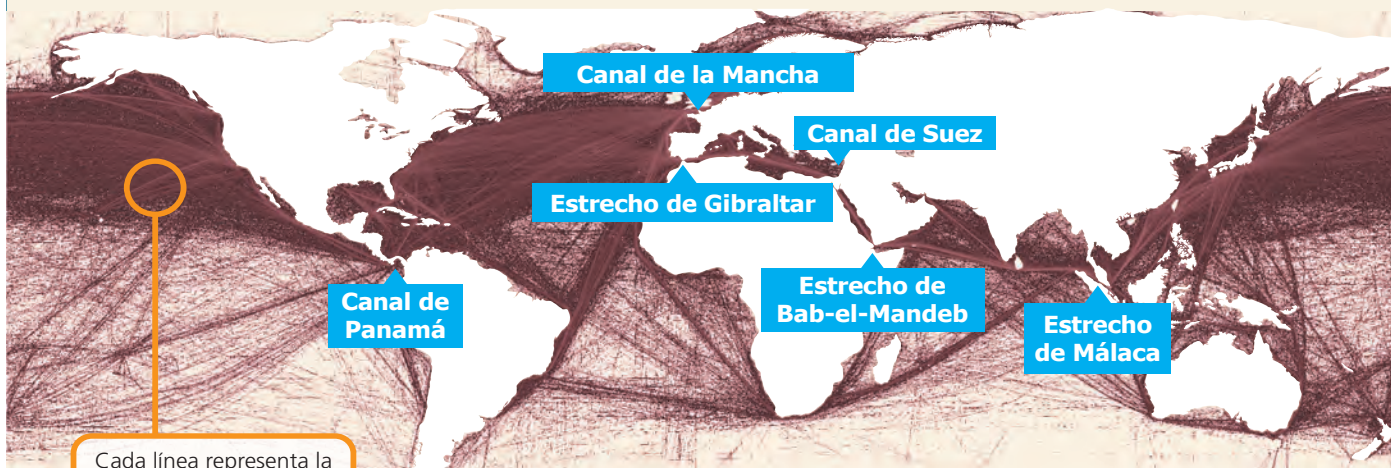 Canal de la Mancha
Canal de Suez
Estrecho de Gibraltar
Estrecho de
Bab-el-Mandeb
Canal de
Panamá
Estrecho
de Málaca
Cada línea representa la